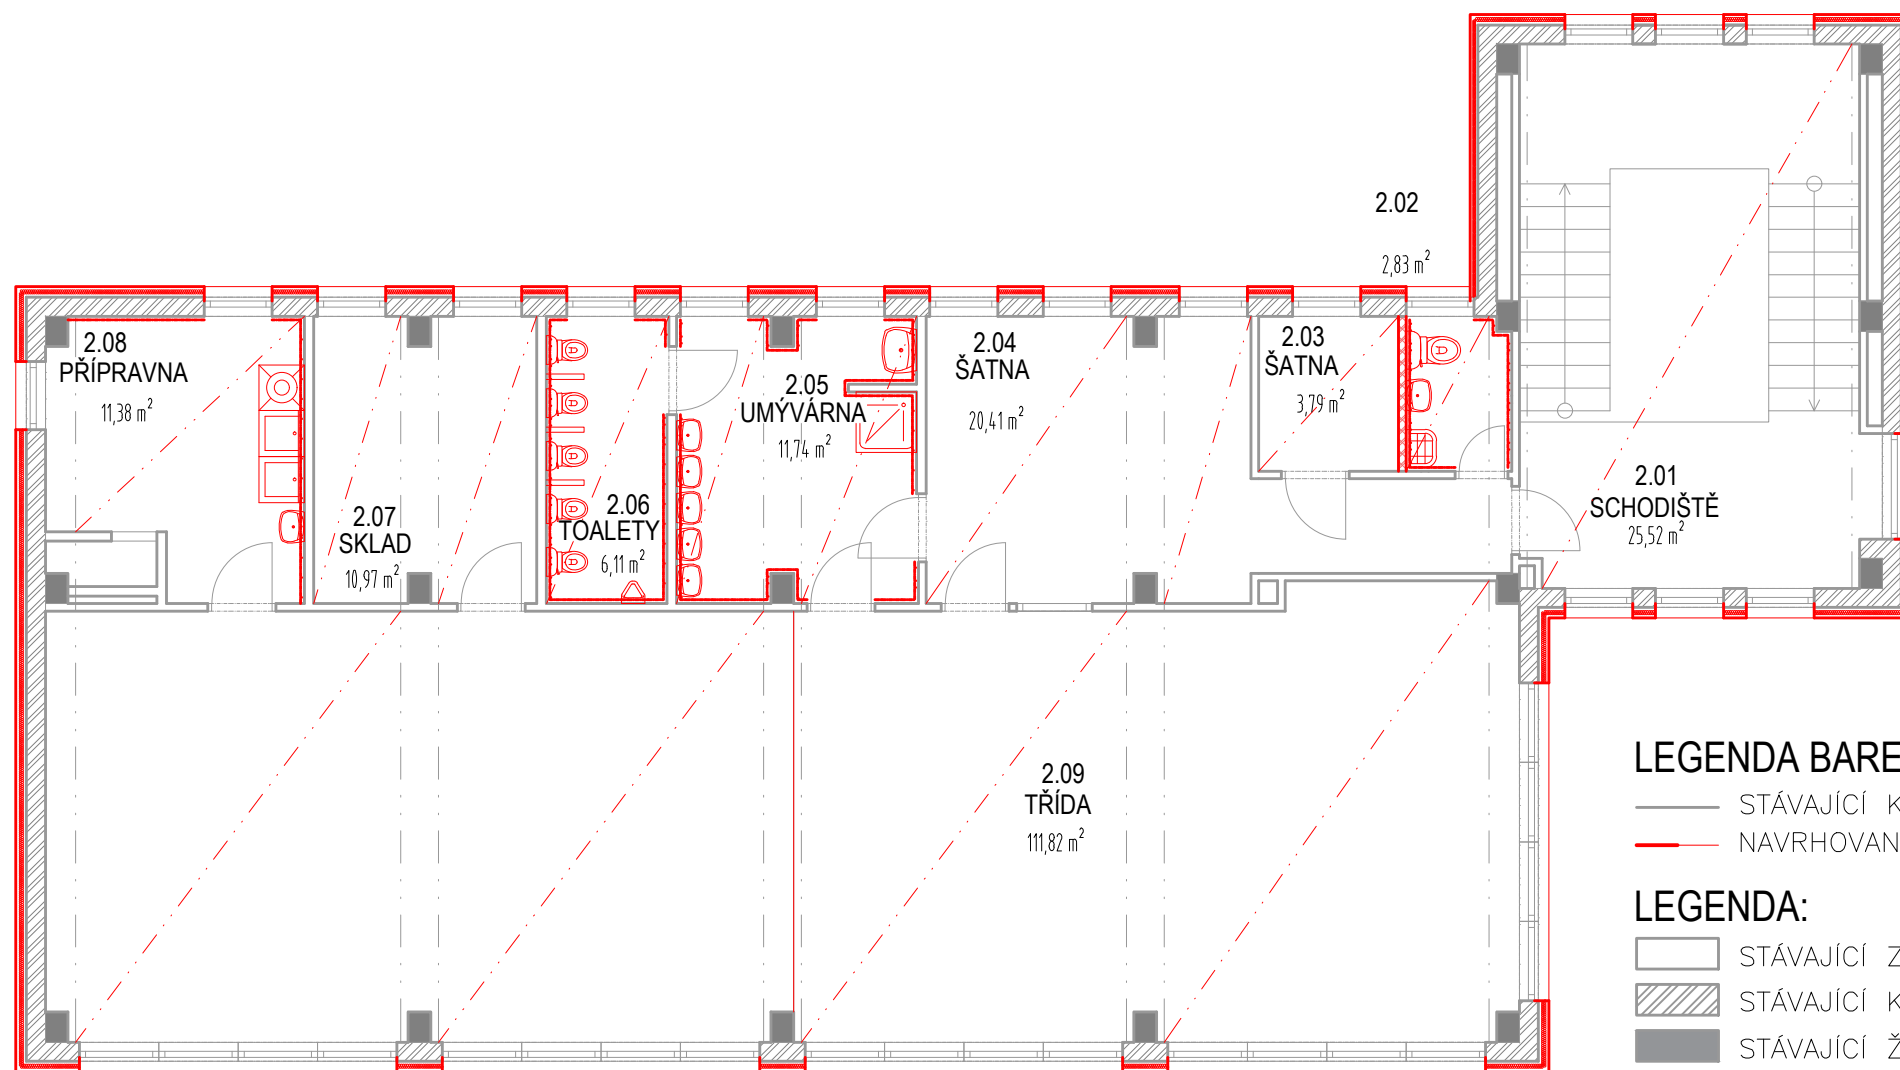 2.02
2,83 m²
2.08
PŘÍPRAVNA
11,38 m²
2.07
SKLAD
10,97 m²
2.06
TOALETY
6,11 m²
2.05
UMÝVÁRNA
11,74 m²
2.04
ŠATNA
20,41 m²
2.03
ŠATNA
3,79 m²
2.01
SCHODIŠTĚ
25,52 m²
2.09
TŘÍDA
111,82 m²
LEGENDA BARE
STÁVAJÍCÍ K
NAVRHOVAN
LEGENDA:
STÁVAJÍCÍ Z
STÁVAJÍCÍ K
STÁVAJÍCÍ Ž